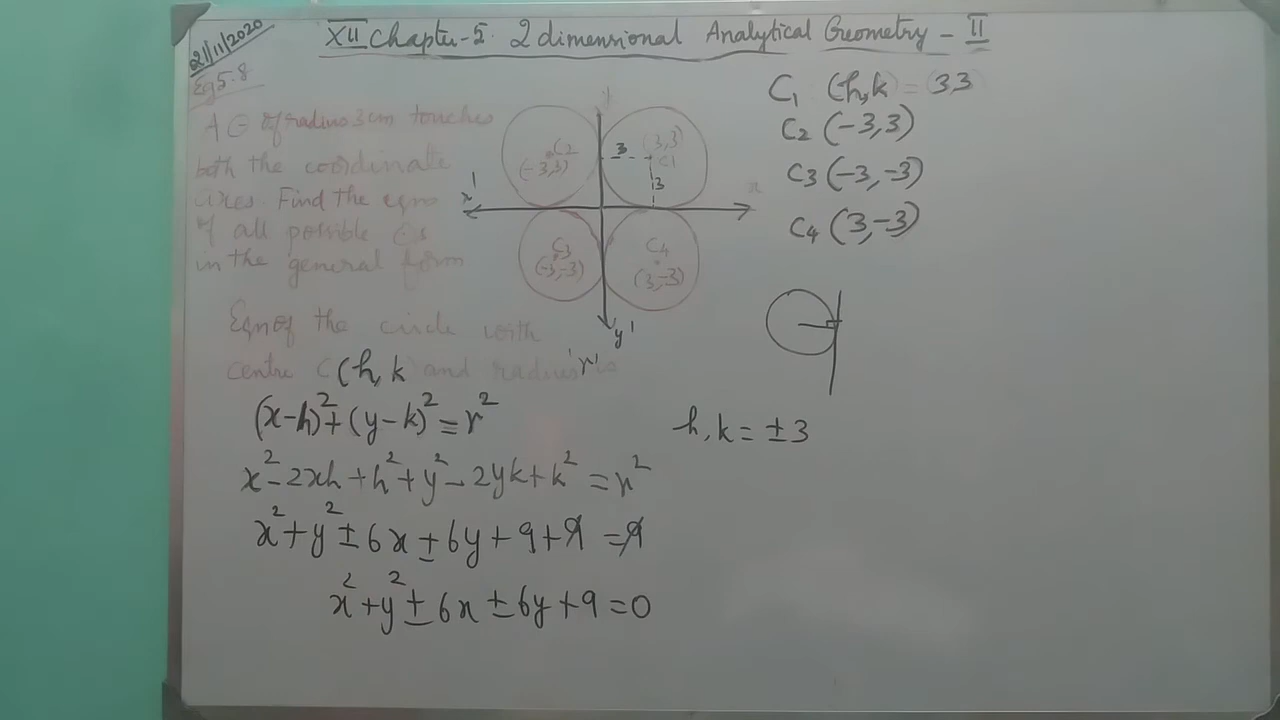 21/11/2020
XII Chapter-5. 2 dimensional Analytical Geometry - II
Eg 5.8
A ⊙ of radius 3cm touches
both the coordinate
axes. Find the eqns
of all possible ⊙s
in the general form
y
x'
x
y'
C2
(-3,3)
3
(3,3)
C1
3
C3
(-3,-3)
C4
(3,-3)
C1 (h,k) = (3,3)
C2 (-3,3)
C3 (-3,-3)
C4 (3,-3)
Eqn of the circle with
centre C(h,k and radius 'r' is
(x-h)²+(y-k)²=r²
h, k = ±3
x²-2xh+h²+y²-2yk+k²=r²
x²+y²±6x±6y+9+9=9
x²+y²±6x±6y+9=0